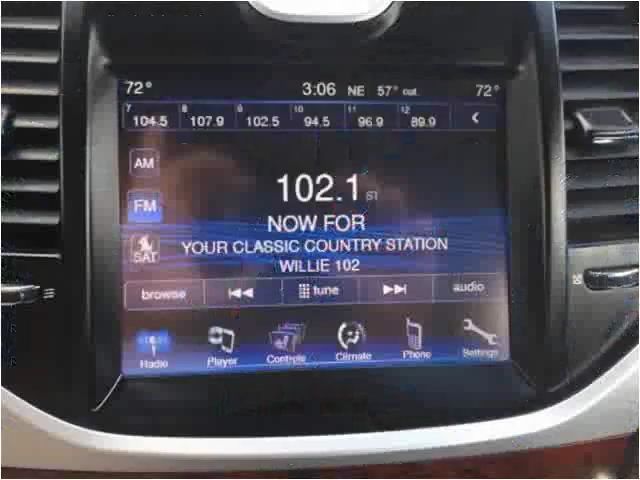 72° 3:06 NE 57° out 72°
7 8 9 10 11 12
104.5 107.9 102.5 94.5 96.9 89.9
AM
102.1 ST
FM
NOW FOR
YOUR CLASSIC COUNTRY STATION
SAT
WILLIE 102
browse tune audio
Radio Player Controls Climate Phone Settings